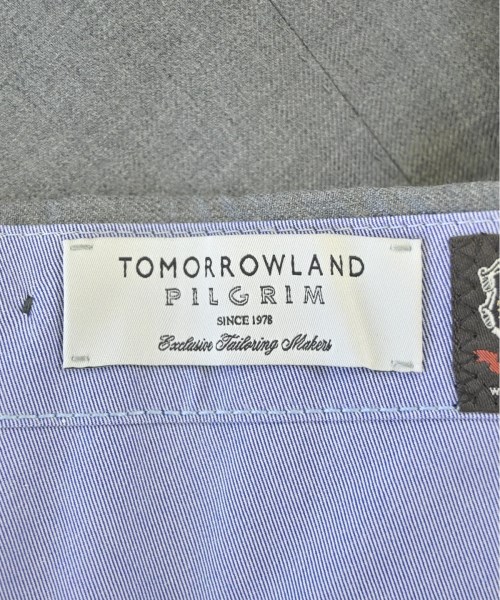 TOMORROWLAND
PILGRIM
SINCE 1978
Exclusive Tailoring Makers